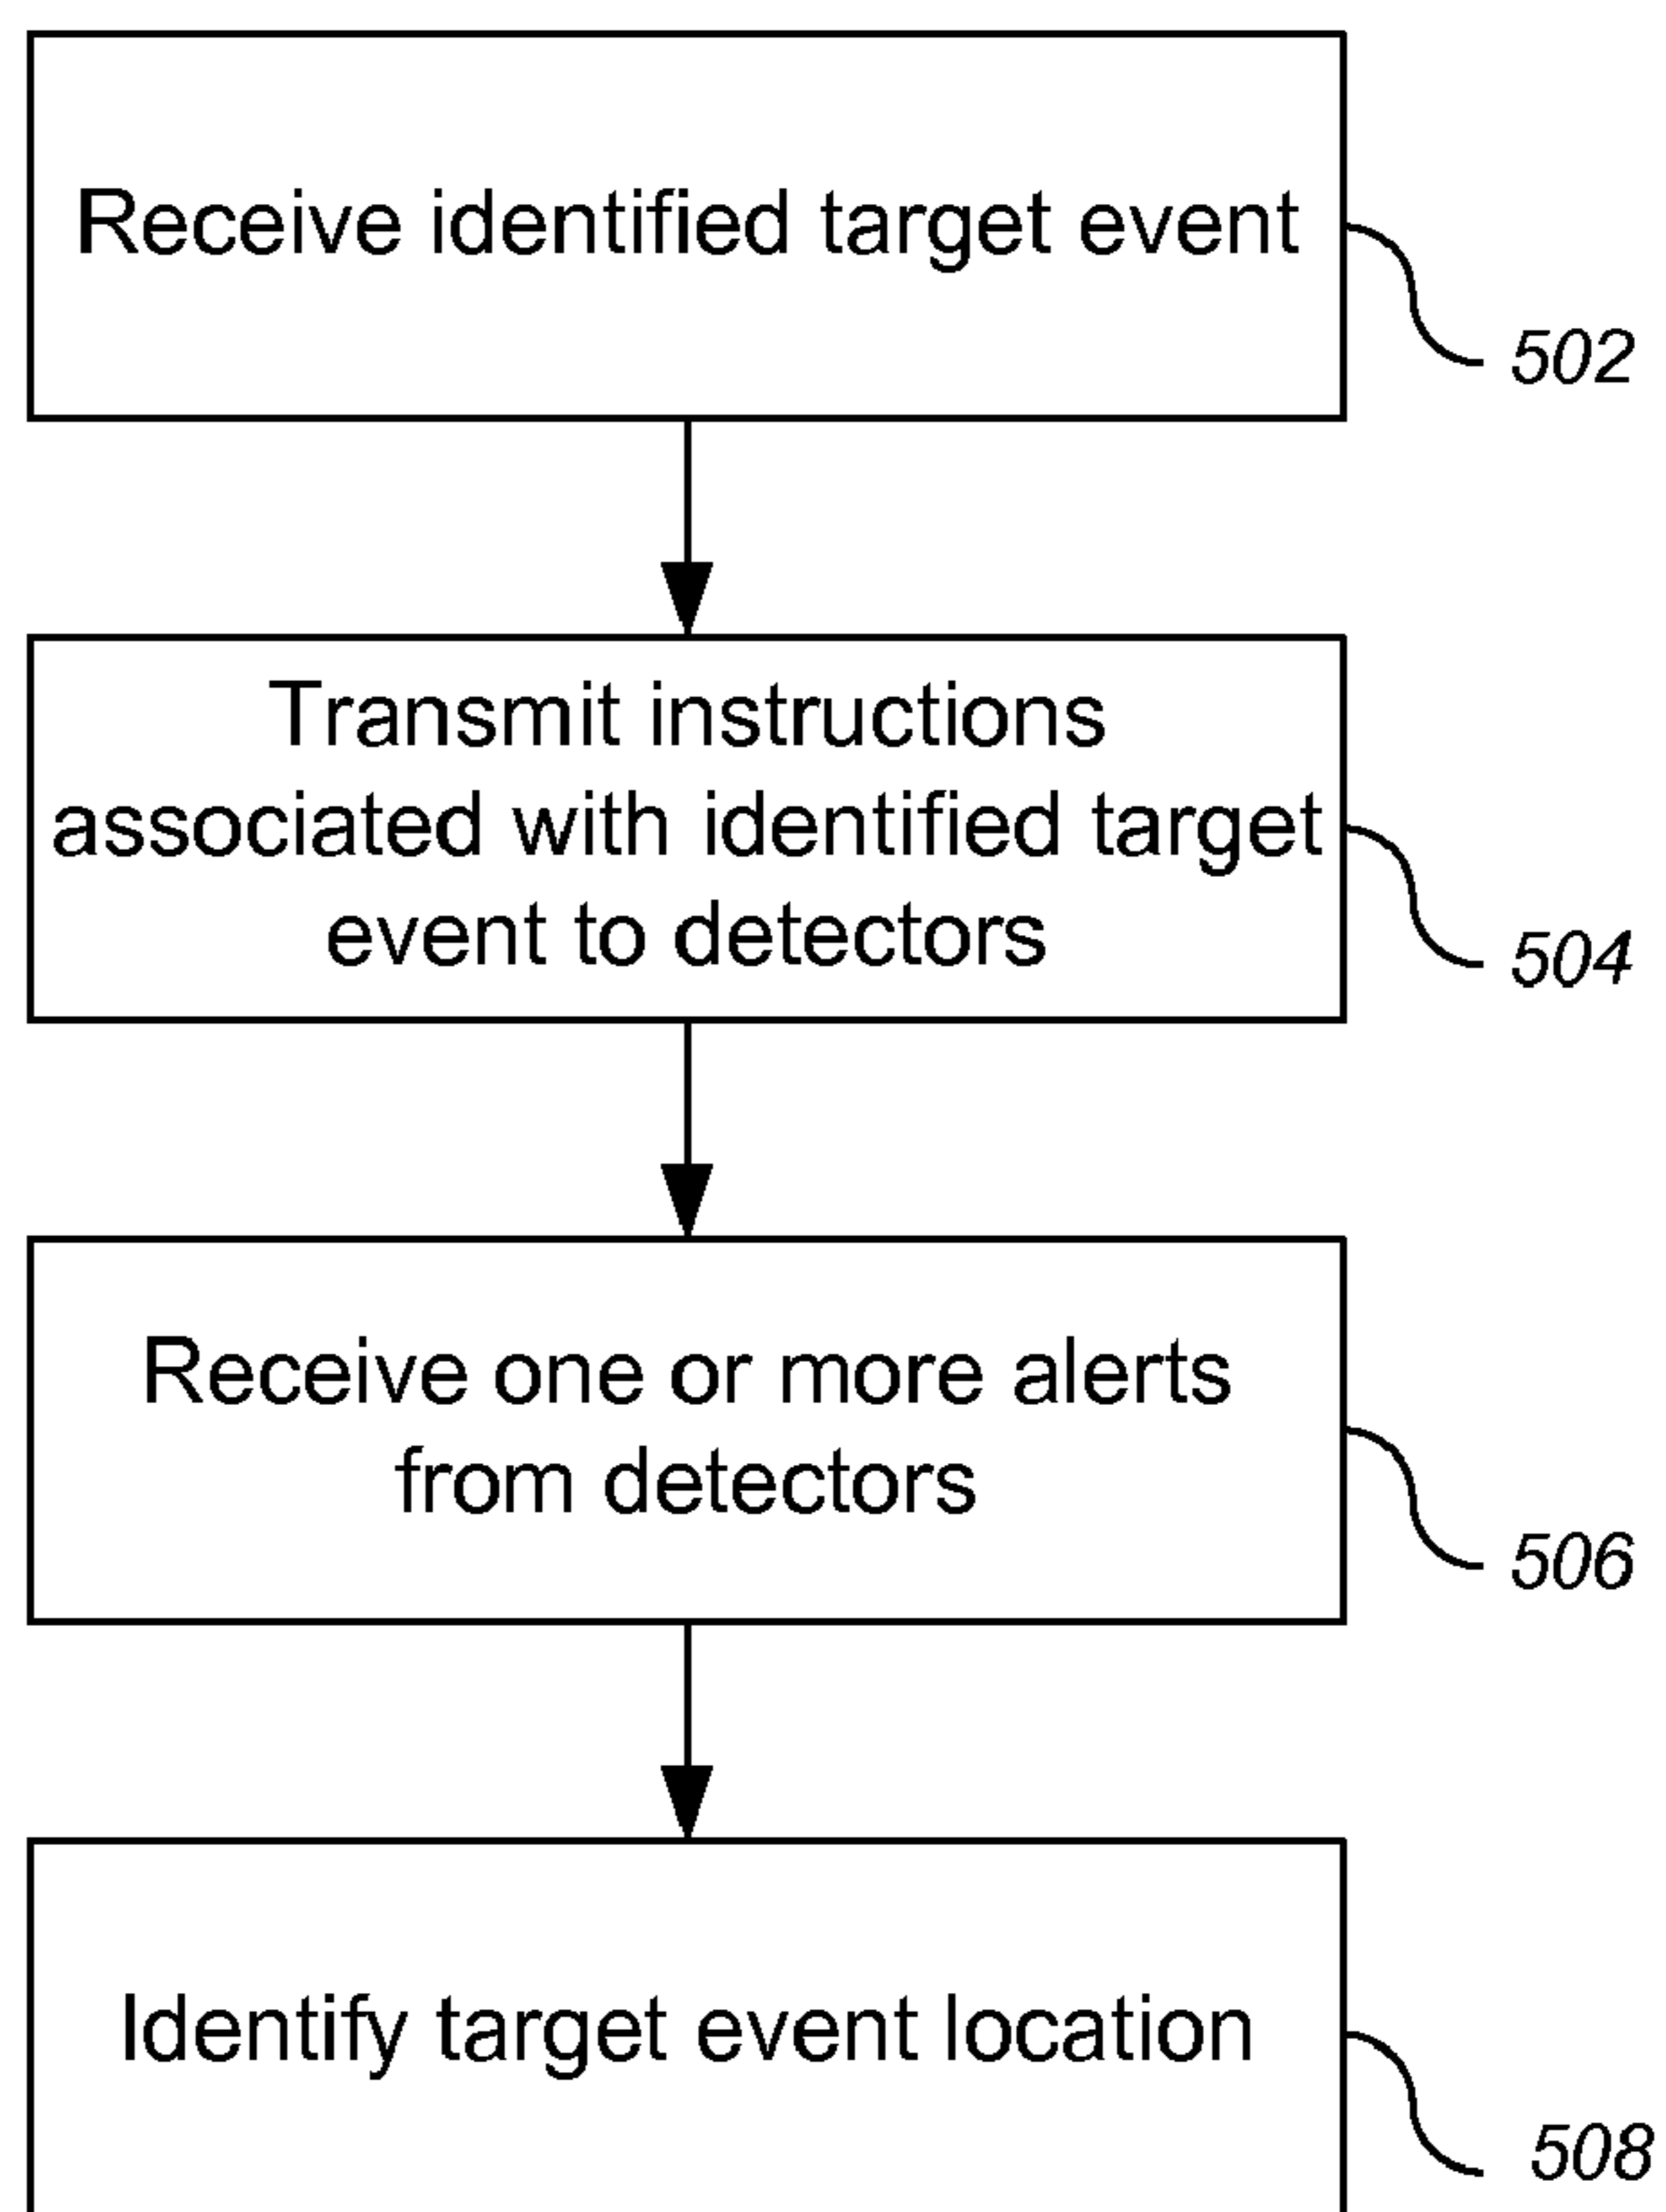 Receive identified target event
502
Transmit instructions
associated with identified target
event to detectors
504
Receive one or more alerts
from detectors
506
Identify target event location
508